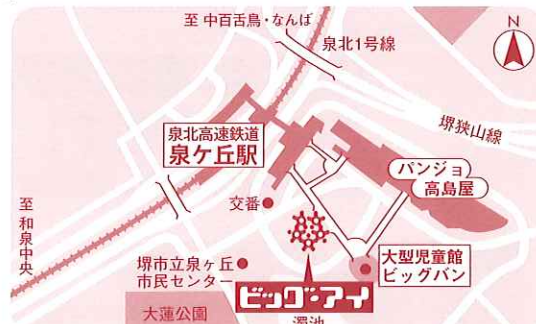 至 中百舌鳥・なんば
泉北1号線
N
堺狭山線
泉北高速鉄道
泉ケ丘駅
パンジョ
高島屋
至 和泉中央
交番
堺市立泉ヶ丘
市民センター
大型児童館
ビッグバン
ビッグ・アイ
大蓮公園
濁池